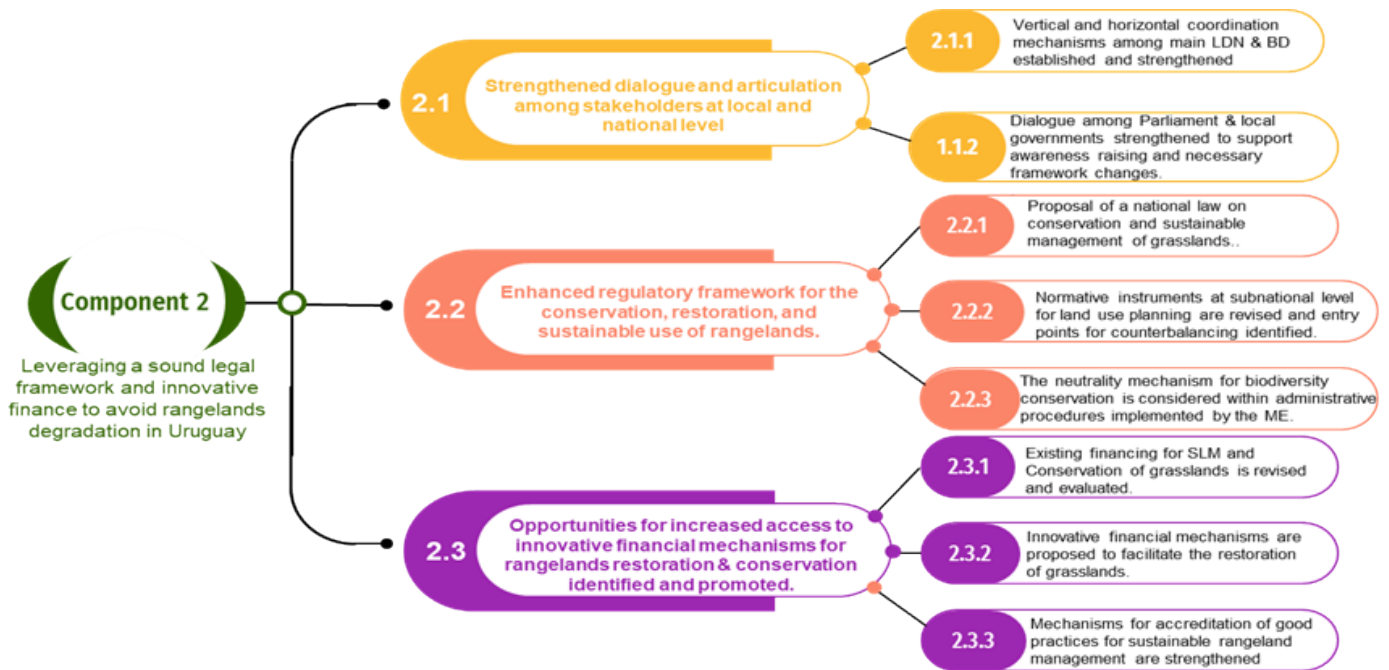 Component 2
Leveraging a sound legal
framework and innovative
finance to avoid rangelands
degradation in Uruguay
2.1
Strengthened dialogue and articulation
among stakeholders at local and
national level
2.1.1
Vertical and horizontal coordination
mechanisms among main LDN & BD
established and strengthened
1.1.2
Dialogue among Parliament & local
governments strengthened to support
awareness raising and necessary
framework changes.
2.2
Enhanced regulatory framework for the
conservation, restoration, and
sustainable use of rangelands.
2.2.1
Proposal of a national law on
conservation and sustainable
management of grasslands..
2.2.2
Normative instruments at subnational level
for land use planning are revised and entry
points for counterbalancing identified.
2.2.3
The neutrality mechanism for biodiversity
conservation is considered within administrative
procedures implemented by the ME.
2.3
Opportunities for increased access to
innovative financial mechanisms for
rangelands restoration & conservation
identified and promoted.
2.3.1
Existing financing for SLM and
Conservation of grasslands is revised
and evaluated.
2.3.2
Innovative financial mechanisms are
proposed to facilitate the restoration
of grasslands.
2.3.3
Mechanisms for accreditation of good
practices for sustainable rangeland
management are strengthened